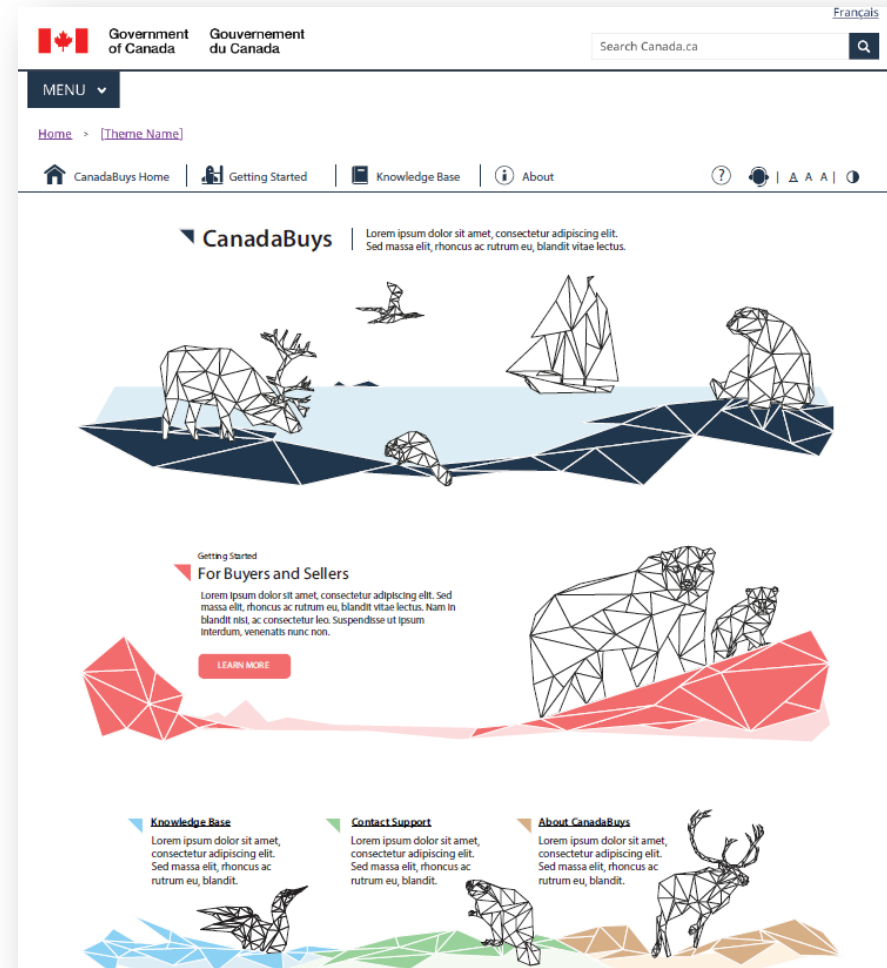 Français
Government of Canada
Gouvernement du Canada
Search Canada.ca
MENU
Home > [Theme Name]
CanadaBuys Home
Getting Started
Knowledge Base
About
? | A A A |
CanadaBuys
Lorem ipsum dolor sit amet, consectetur adipiscing elit.
Sed massa elit, rhoncus ac rutrum eu, blandit vitae lectus.
Getting Started
For Buyers and Sellers
Lorem ipsum dolor sit amet, consectetur adipiscing elit. Sed
massa elit, rhoncus ac rutrum eu, blandit vitae lectus. Nam in
blandit nisl, ac consectetur leo. Suspendisse ut ipsum
interdum, venenatis nunc non.
LEARN MORE
Knowledge Base
Lorem ipsum dolor sit amet,
consectetur adipiscing elit.
Sed massa elit, rhoncus ac
rutrum eu, blandit.
Contact Support
Lorem ipsum dolor sit amet,
consectetur adipiscing elit.
Sed massa elit, rhoncus ac
rutrum eu, blandit.
About CanadaBuys
Lorem ipsum dolor sit amet,
consectetur adipiscing elit.
Sed massa elit, rhoncus ac
rutrum eu, blandit.